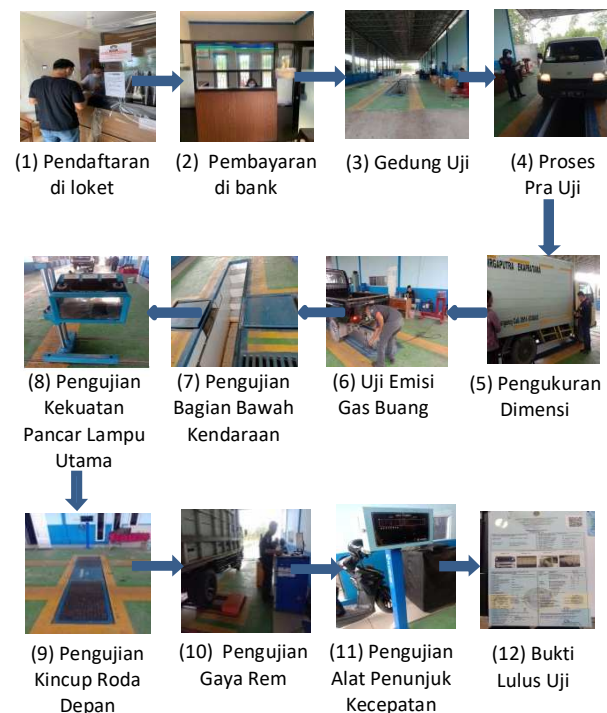 (1) Pendaftaran
di loket
(2) Pembayaran
di bank
(3) Gedung Uji
(4) Proses
Pra Uji
EKAPRATAMA
(5) Pengukuran
Dimensi
(6) Uji Emisi
Gas Buang
(7) Pengujian
Bagian Bawah
Kendaraan
(8) Pengujian
Kekuatan
Pancar Lampu
Utama
(9) Pengujian
Kincup Roda
Depan
(10) Pengujian
Gaya Rem
(11) Pengujian
Alat Penunjuk
Kecepatan
(12) Bukti
Lulus Uji